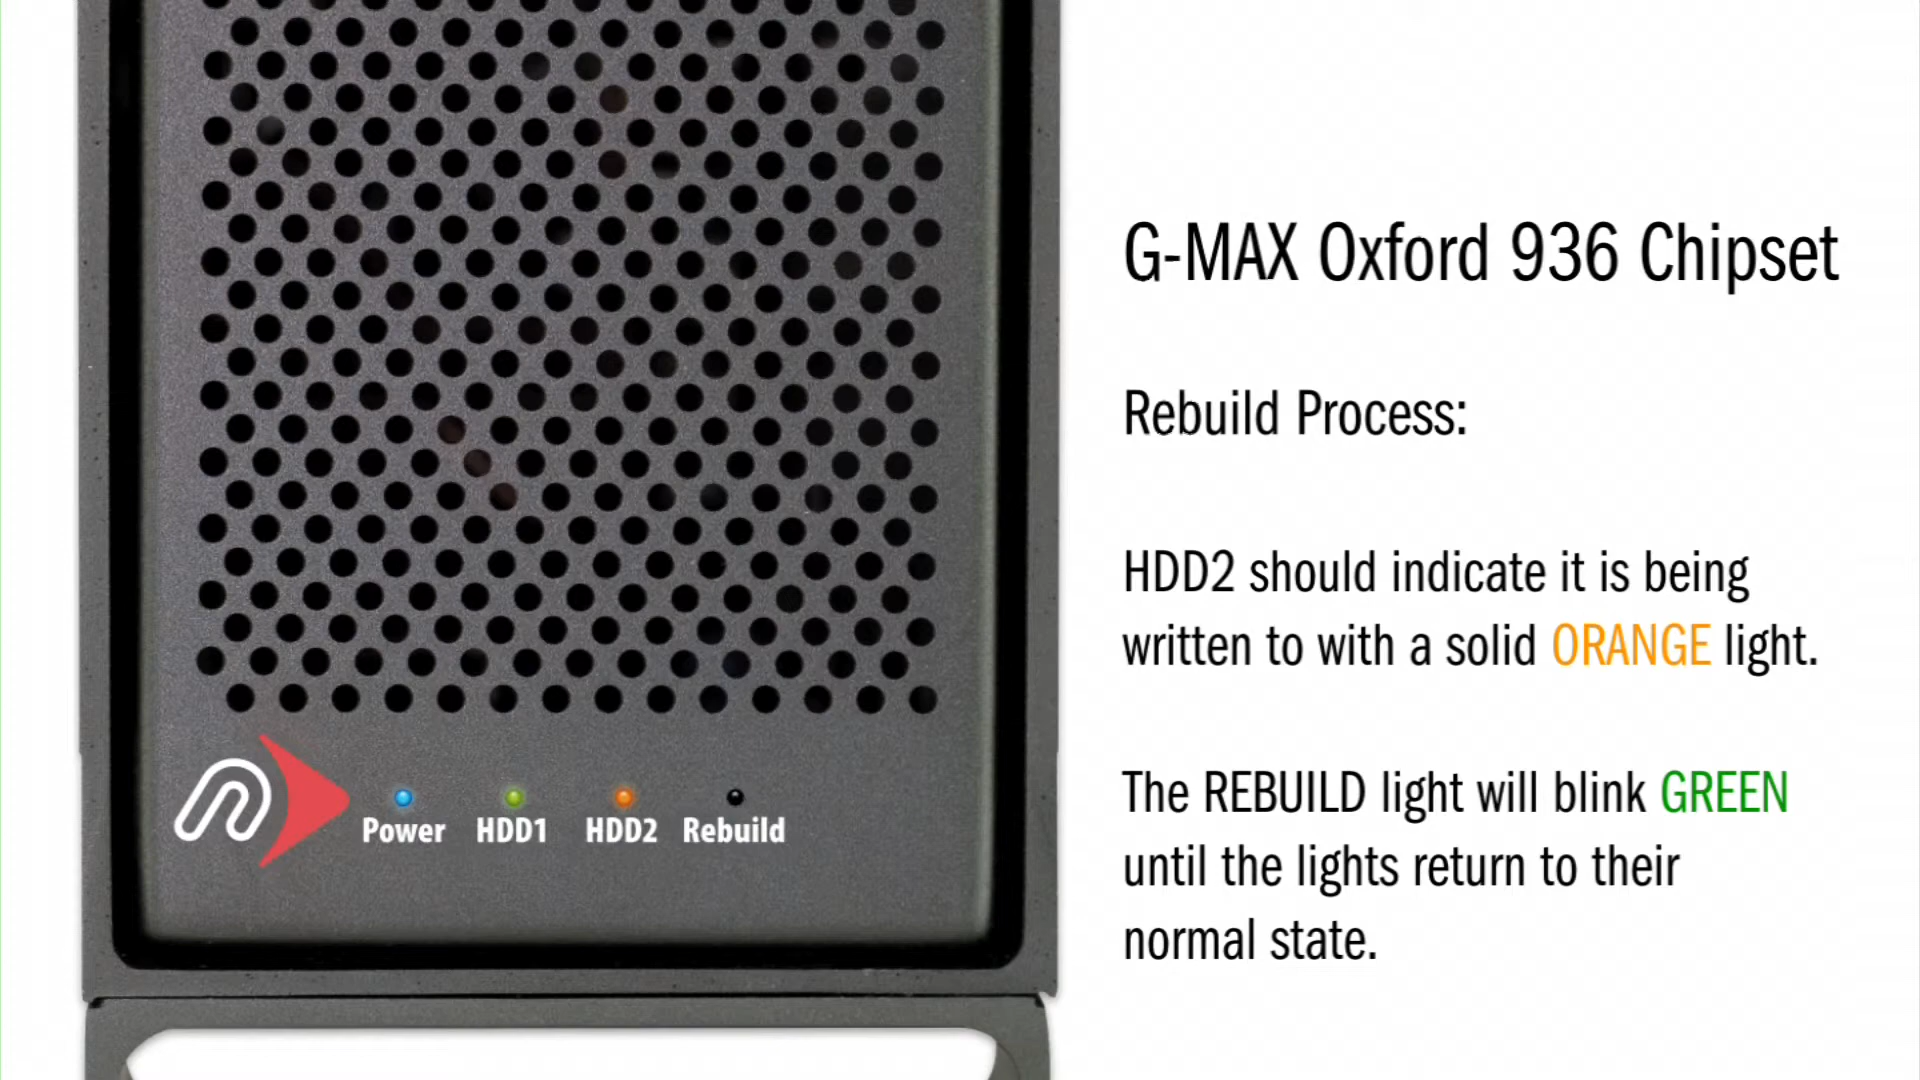 G-MAX Oxford 936 Chipset
Rebuild Process:
HDD2 should indicate it is being
written to with a solid ORANGE light.
The REBUILD light will blink GREEN
until the lights return to their
normal state.
Power HDD1 HDD2 Rebuild